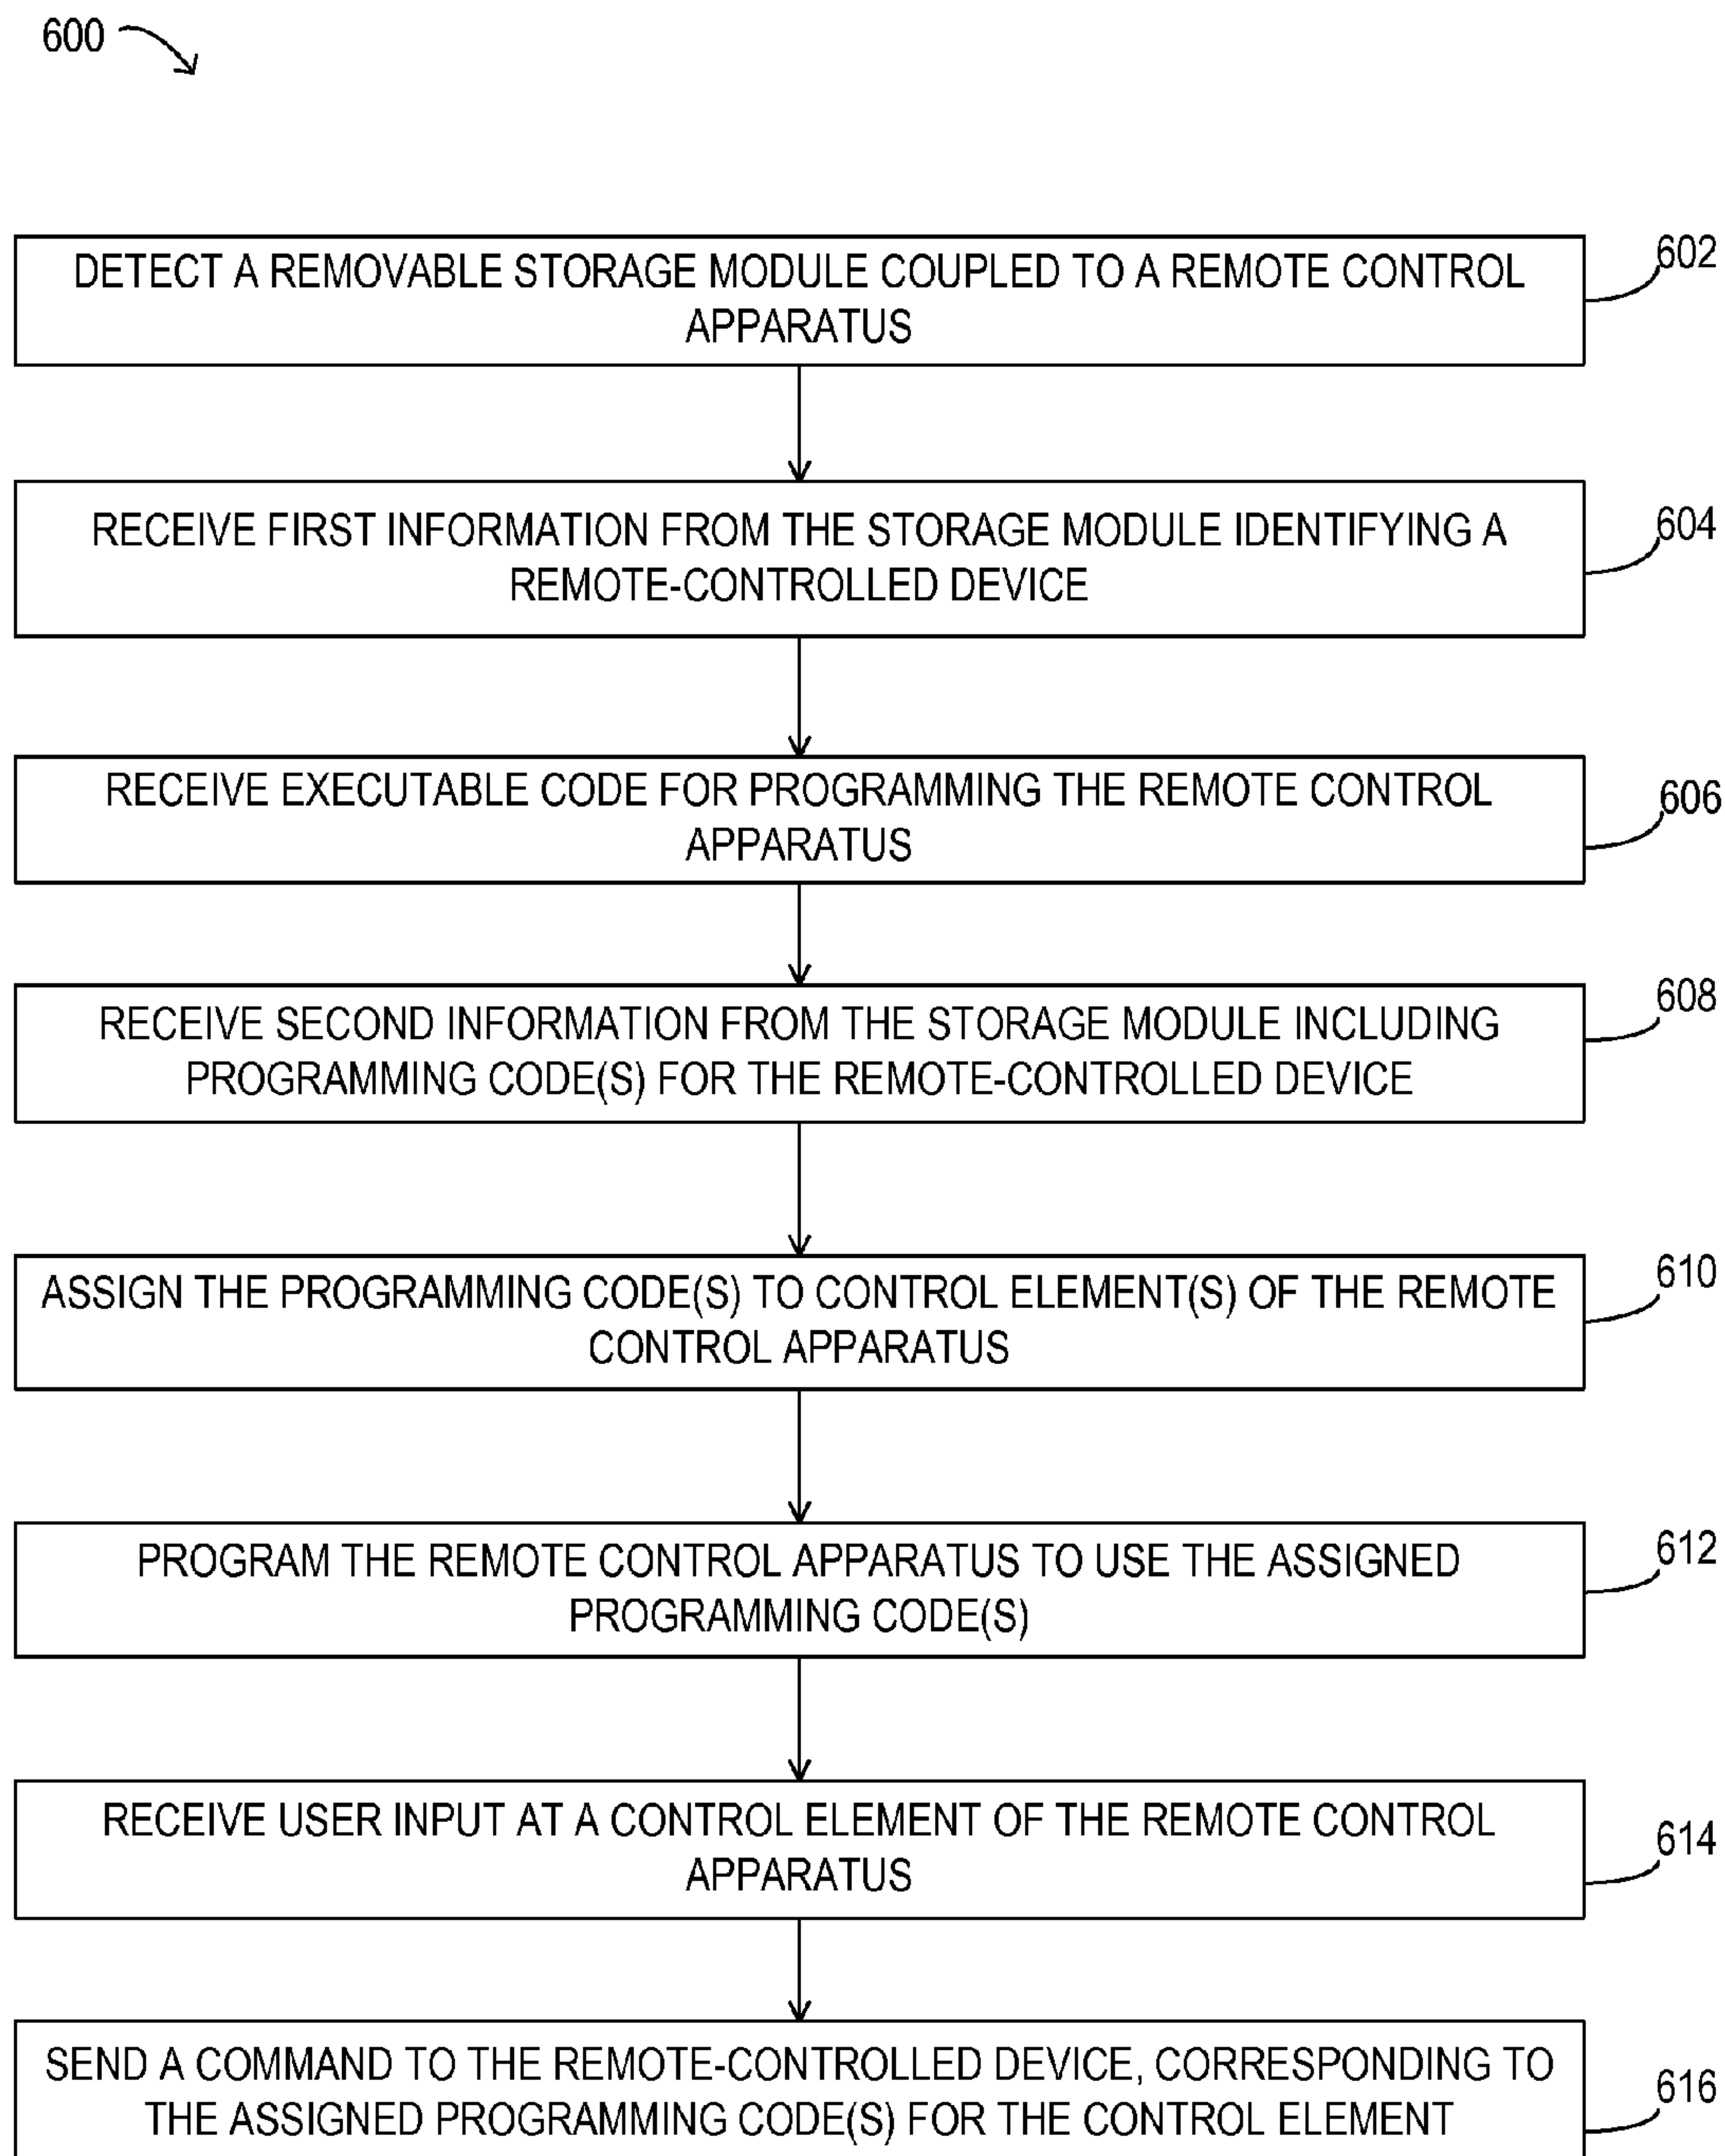 600
DETECT A REMOVABLE STORAGE MODULE COUPLED TO A REMOTE CONTROL
APPARATUS
602
RECEIVE FIRST INFORMATION FROM THE STORAGE MODULE IDENTIFYING A
REMOTE-CONTROLLED DEVICE
604
RECEIVE EXECUTABLE CODE FOR PROGRAMMING THE REMOTE CONTROL
APPARATUS
606
RECEIVE SECOND INFORMATION FROM THE STORAGE MODULE INCLUDING
PROGRAMMING CODE(S) FOR THE REMOTE-CONTROLLED DEVICE
608
ASSIGN THE PROGRAMMING CODE(S) TO CONTROL ELEMENT(S) OF THE REMOTE
CONTROL APPARATUS
610
PROGRAM THE REMOTE CONTROL APPARATUS TO USE THE ASSIGNED
PROGRAMMING CODE(S)
612
RECEIVE USER INPUT AT A CONTROL ELEMENT OF THE REMOTE CONTROL
APPARATUS
614
SEND A COMMAND TO THE REMOTE-CONTROLLED DEVICE, CORRESPONDING TO
THE ASSIGNED PROGRAMMING CODE(S) FOR THE CONTROL ELEMENT
616